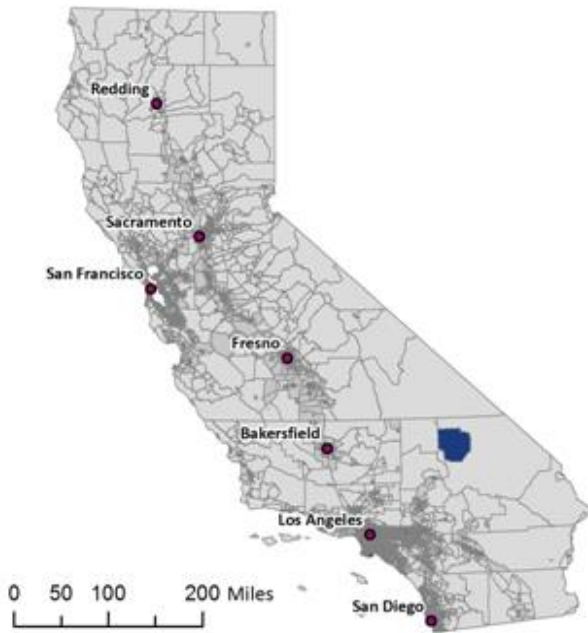 Redding
Sacramento
San Francisco
Fresno
Bakersfield
Los Angeles
0 50 100 200 Miles
San Diego